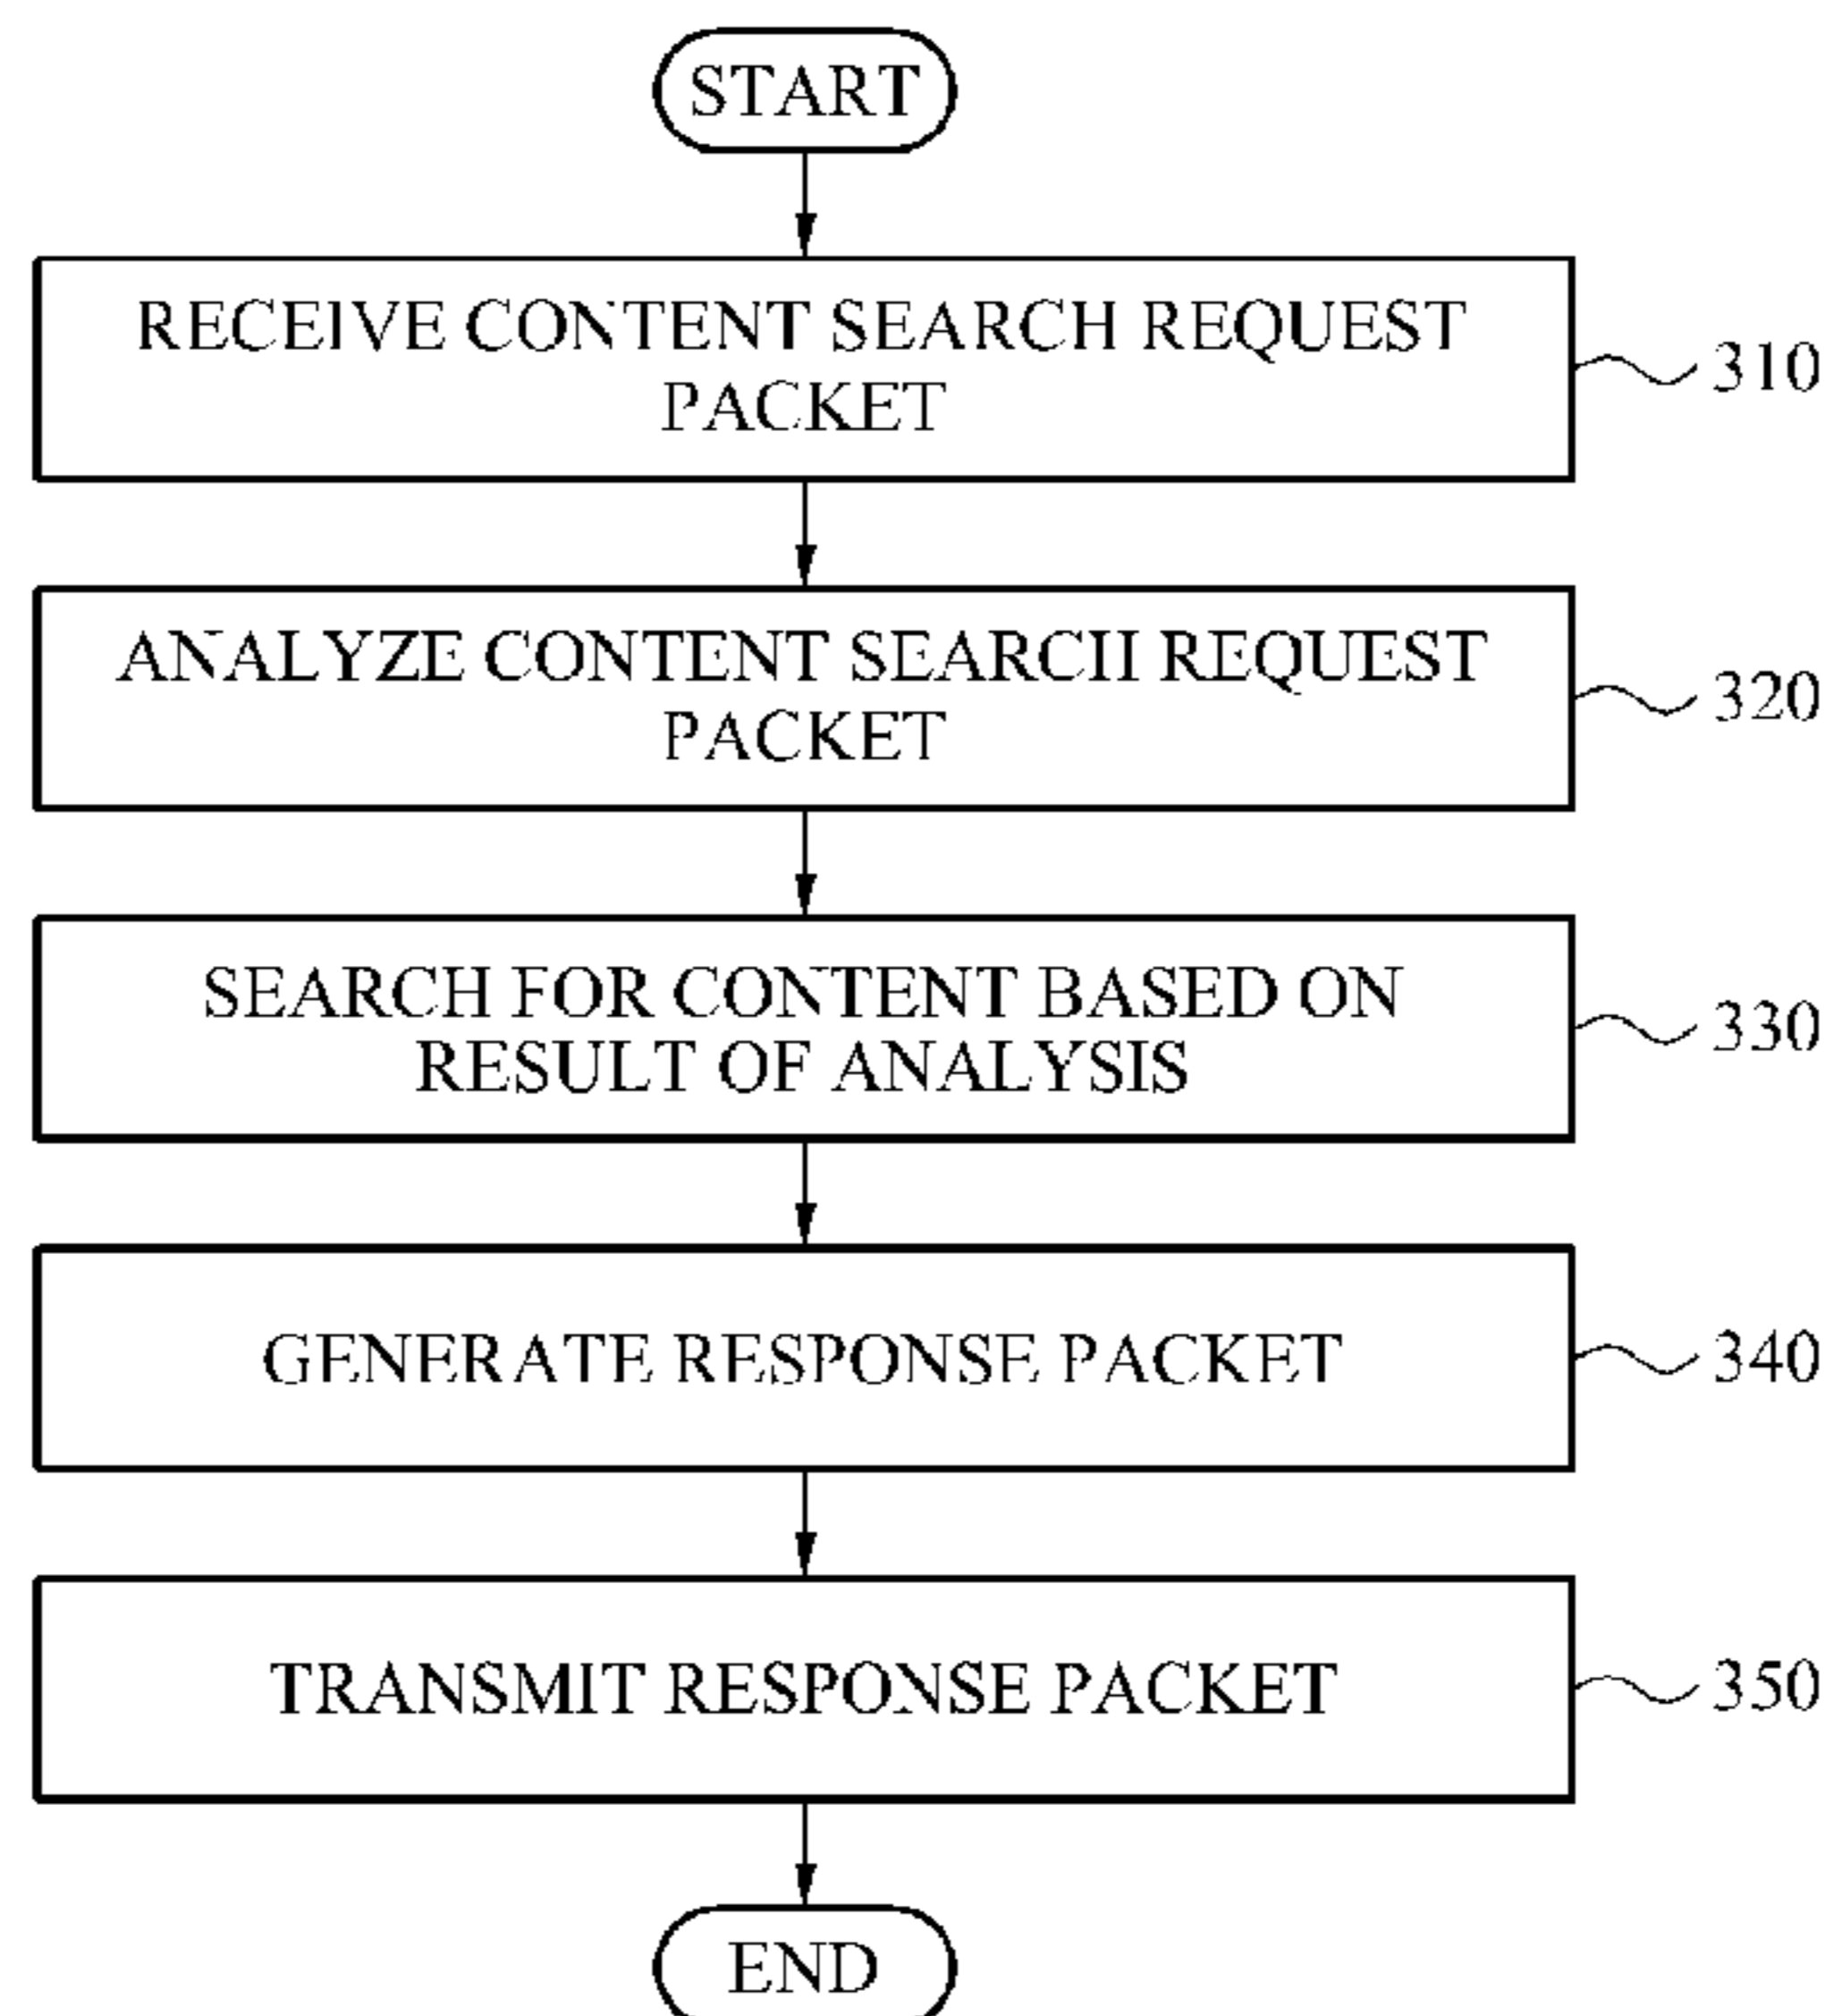 START
RECEIVE CONTENT SEARCH REQUEST
PACKET
310
ANALYZE CONTENT SEARCH REQUEST
PACKET
320
SEARCH FOR CONTENT BASED ON
RESULT OF ANALYSIS
330
GENERATE RESPONSE PACKET
340
TRANSMIT RESPONSE PACKET
350
END